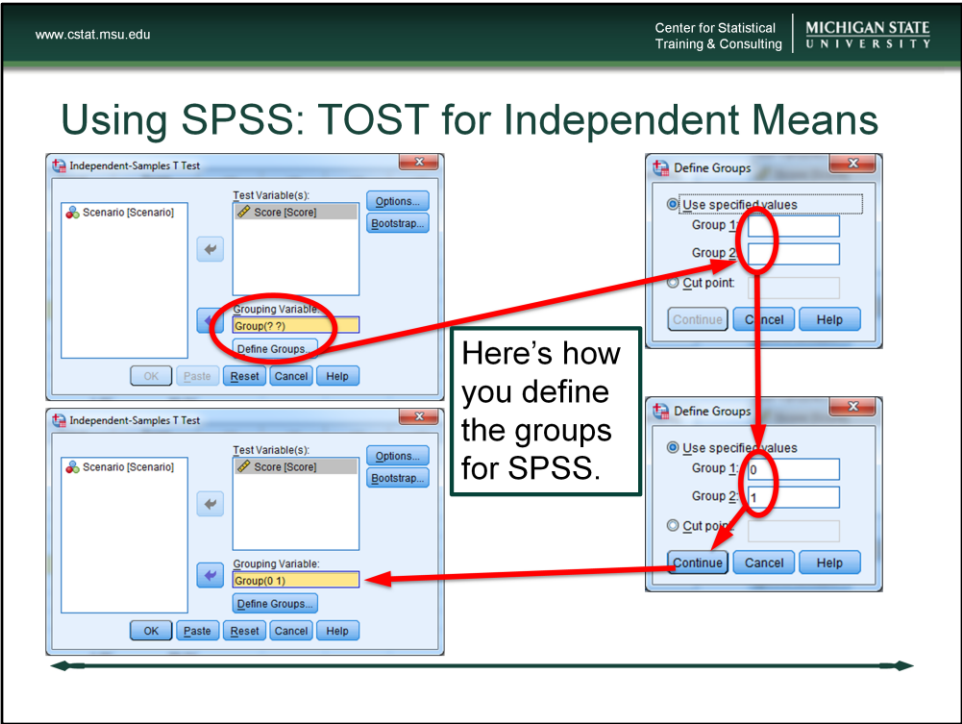 www.cstat.msu.edu
Center for Statistical
Training & Consulting
MICHIGAN STATE
UNIVERSITY
Using SPSS: TOST for Independent Means
Independent-Samples T Test
Scenario [Scenario]
Test Variable(s):
Score [Score]
Options...
Bootstrap...
Grouping Variable:
Group(? ?)
Define Groups...
OK Paste Reset Cancel Help
Define Groups
Use specified values
Group 1:
Group 2:
Cut point:
Continue Cancel Help
Here's how
you define
the groups
for SPSS.
Independent-Samples T Test
Scenario [Scenario]
Test Variable(s):
Score [Score]
Options...
Bootstrap...
Grouping Variable:
Group(0 1)
Define Groups...
OK Paste Reset Cancel Help
Define Groups
Use specified values
Group 1: 0
Group 2: 1
Cut point:
Continue Cancel Help